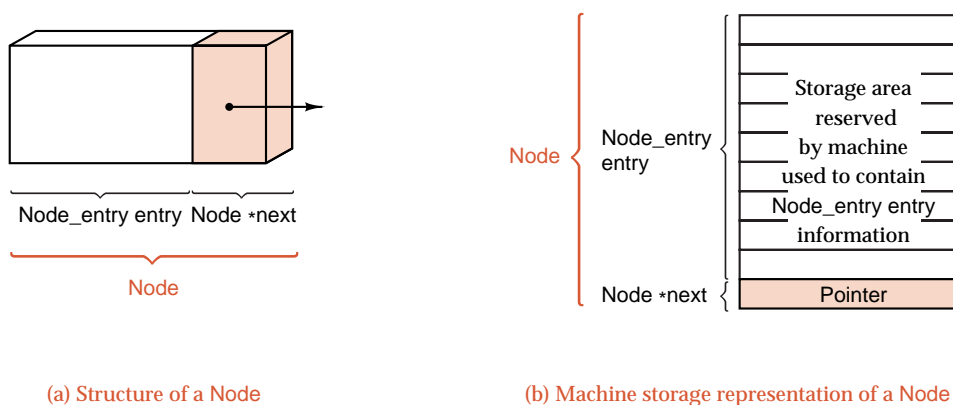 Node_entry entry Node *next
Node
(a) Structure of a Node
Node
Node_entry
entry
Node *next
Storage area
reserved
by machine
used to contain
Node_entry entry
information
Pointer
(b) Machine storage representation of a Node